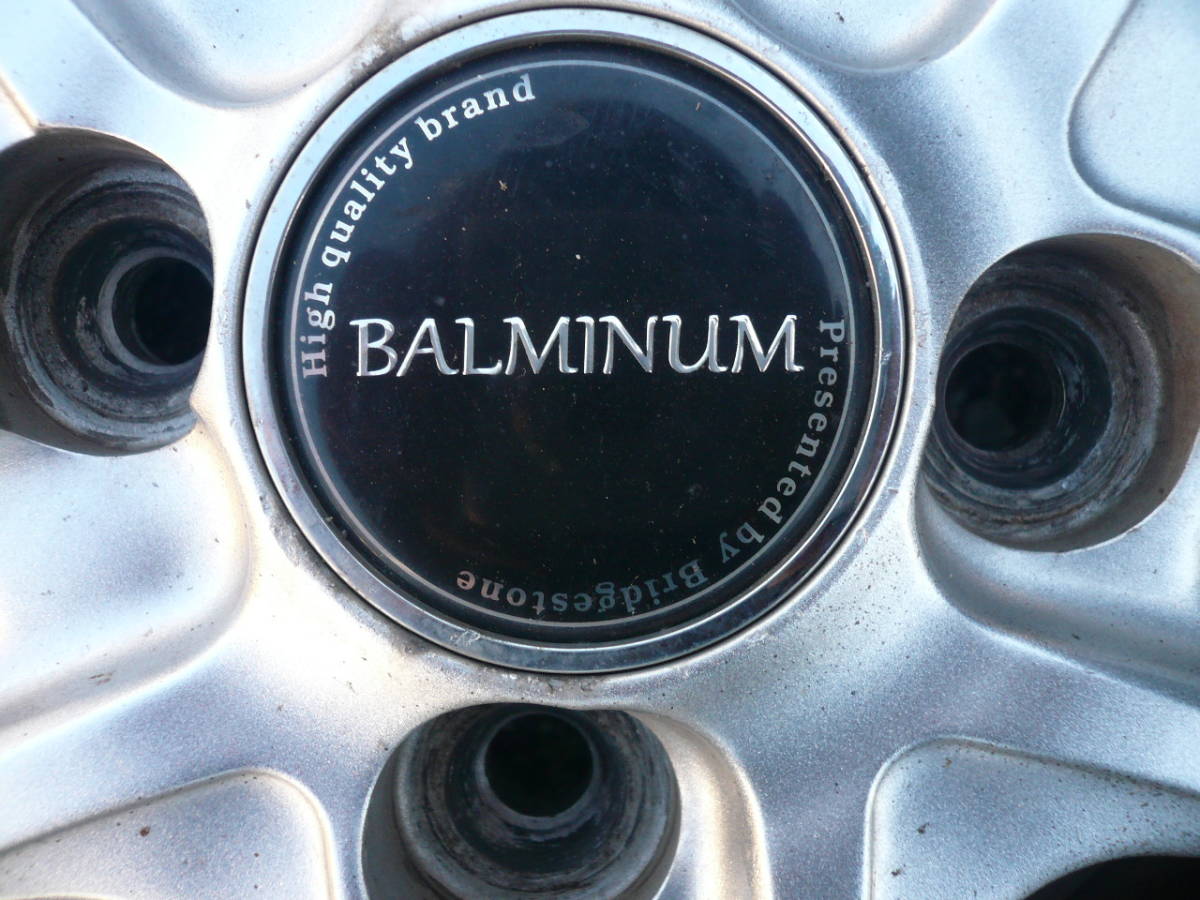 High quality brand
BALMINUM
Presented by Bridgestone